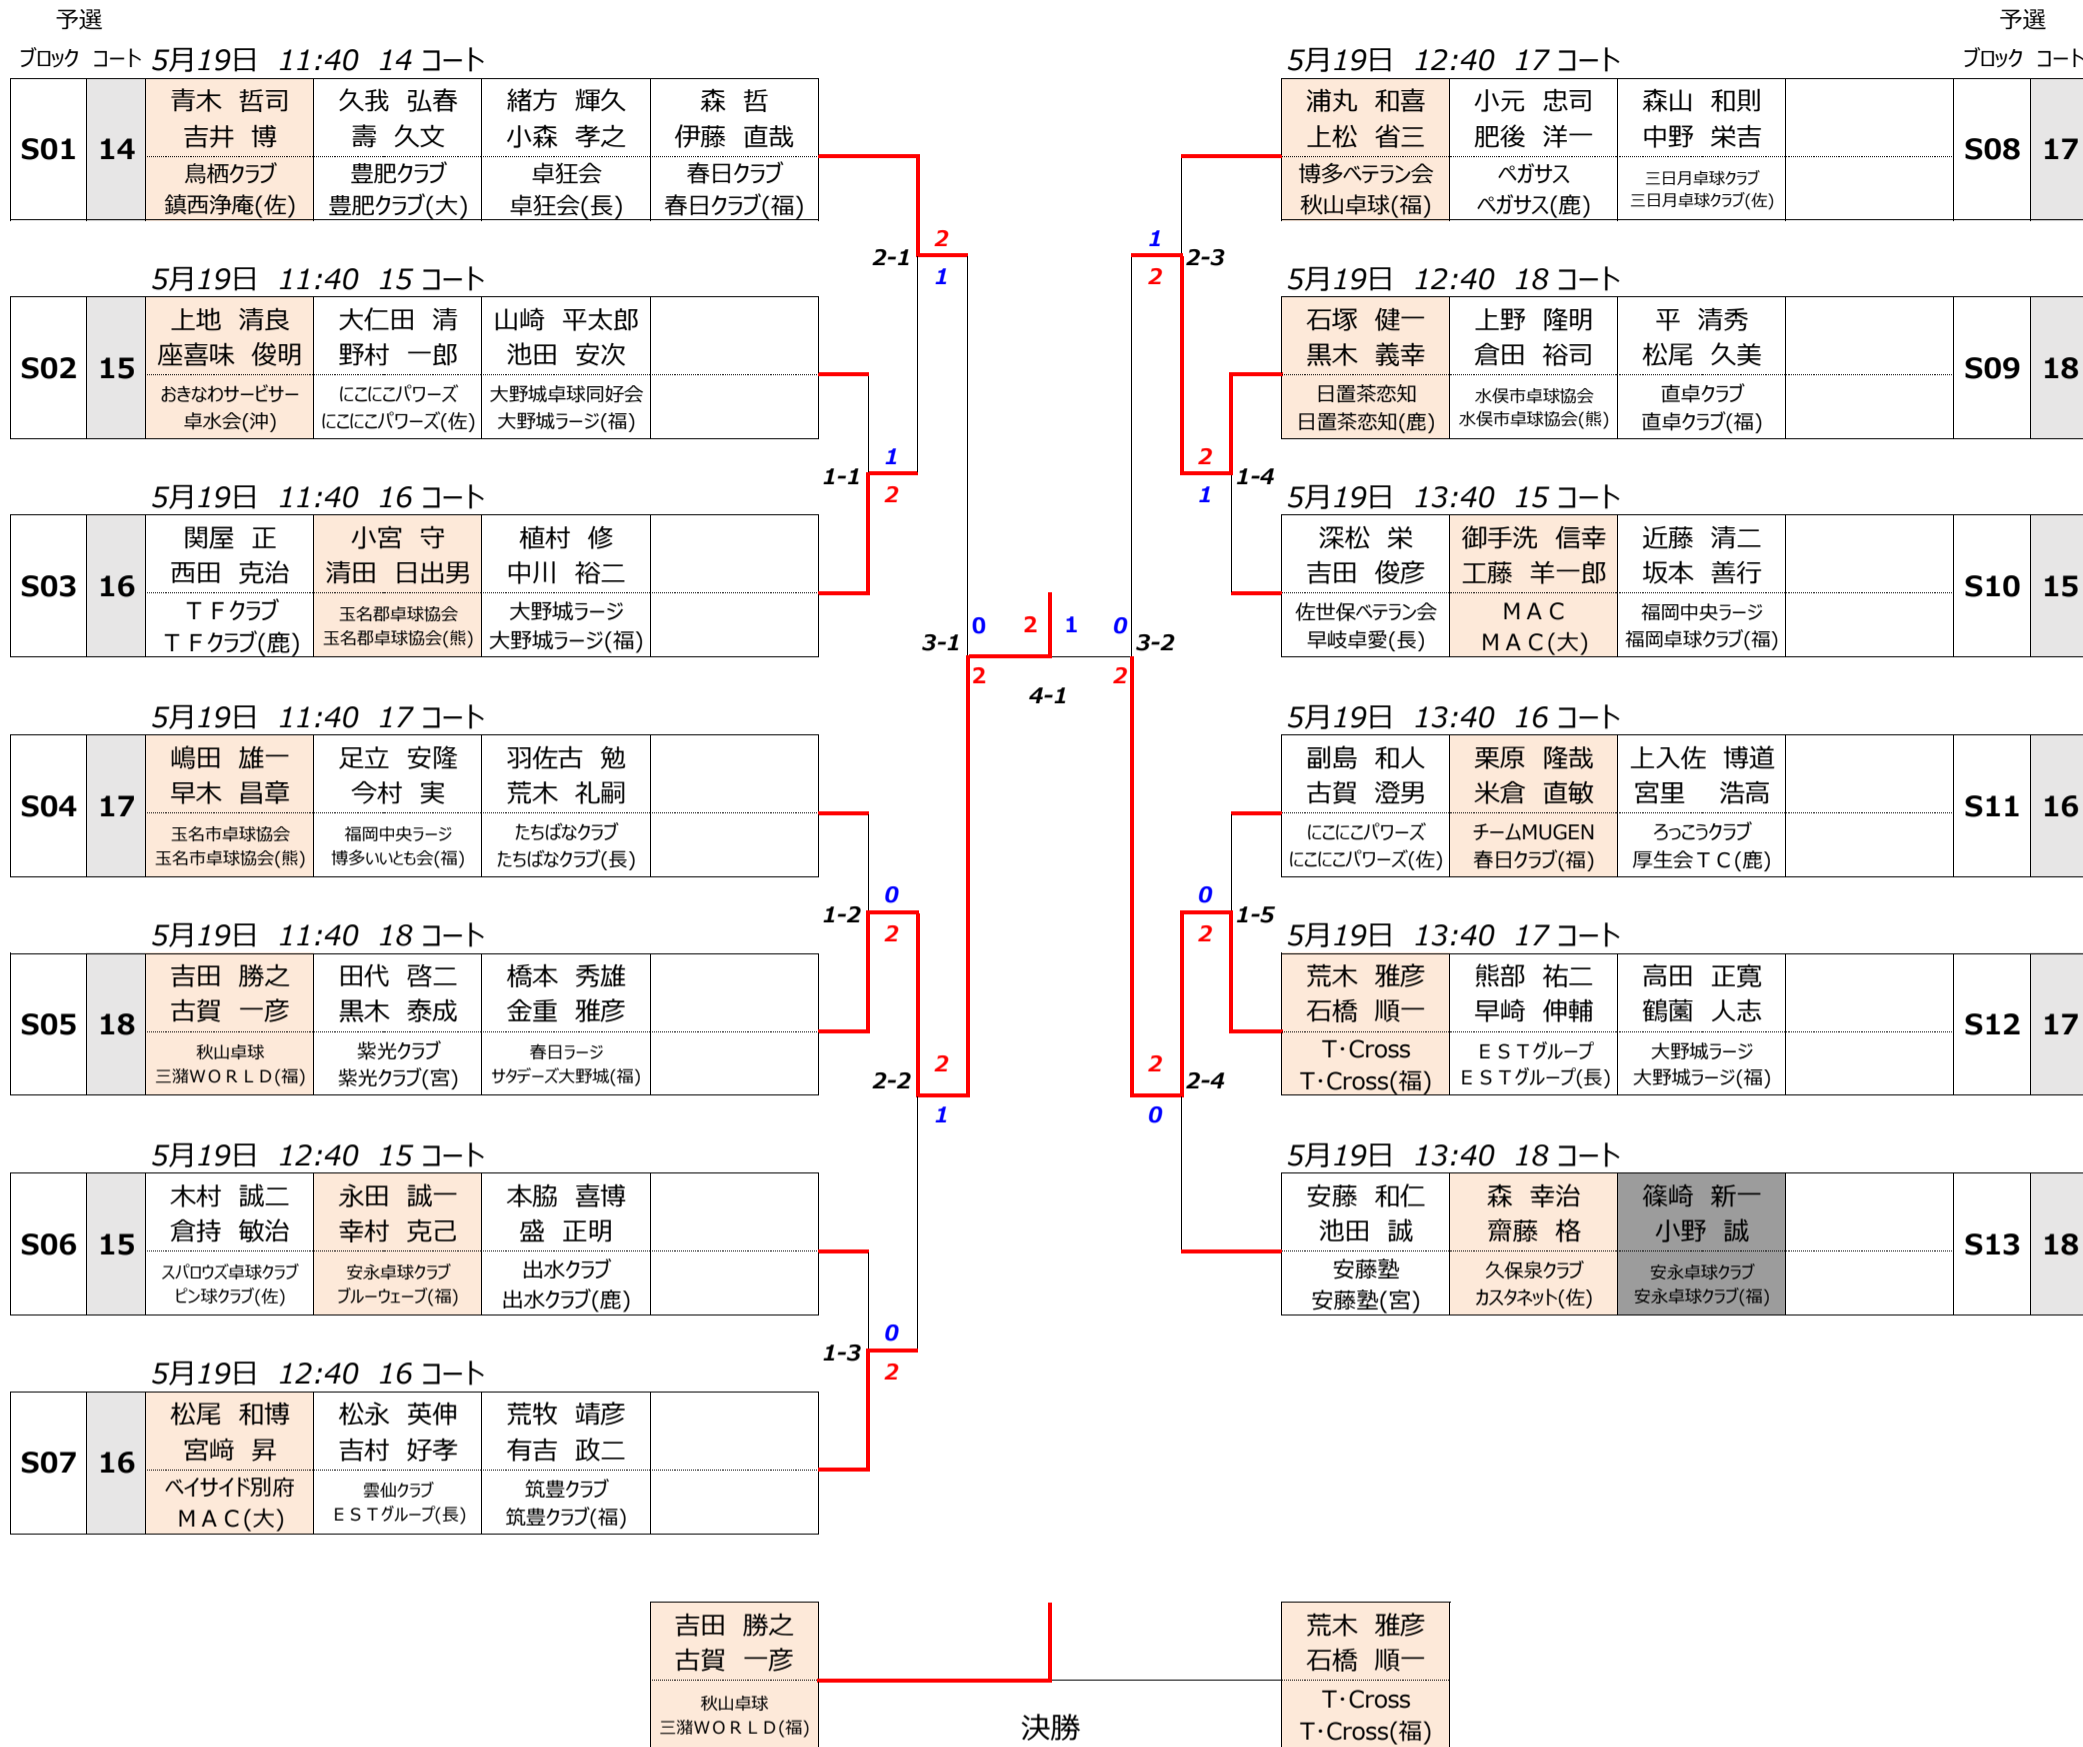 予選
ブロック コート 5月19日 11:40 14 コート
S01 14
青木 哲司 久我 弘春 緒方 輝久 森 哲
吉井 博 壽 久文 小森 孝之 伊藤 直哉
鳥栖クラブ 豊肥クラブ 卓狂会 春日クラブ
鎮西浄庵(佐) 豊肥クラブ(大) 卓狂会(長) 春日クラブ(福)
5月19日 11:40 15 コート
S02 15
上地 清良 大仁田 清 山崎 平太郎
座喜味 俊明 野村 一郎 池田 安次
おきなわサービサー にこにこパワーズ 大野城卓球同好会
卓水会(沖) にこにこパワーズ(佐) 大野城ラージ(福)
5月19日 11:40 16 コート
S03 16
関屋 正 小宮 守 植村 修
西田 克治 清田 日出男 中川 裕二
ＴＦクラブ 玉名郡卓球協会 大野城ラージ
ＴＦクラブ(鹿) 玉名郡卓球協会(熊) 大野城ラージ(福)
5月19日 11:40 17 コート
S04 17
嶋田 雄一 足立 安隆 羽佐古 勉
早木 昌章 今村 実 荒木 礼嗣
玉名市卓球協会 福岡中央ラージ たちばなクラブ
玉名市卓球協会(熊) 博多いいとも会(福) たちばなクラブ(長)
5月19日 11:40 18 コート
S05 18
吉田 勝之 田代 啓二 橋本 秀雄
古賀 一彦 黒木 泰成 金重 雅彦
秋山卓球 紫光クラブ 春日ラージ
三潴ＷＯＲＬＤ(福) 紫光クラブ(宮) サタデーズ大野城(福)
5月19日 12:40 15 コート
S06 15
木村 誠二 永田 誠一 本脇 喜博
倉持 敏治 幸村 克己 盛 正明
スパロウズ卓球クラブ 安永卓球クラブ 出水クラブ
ピン球クラブ(佐) ブルーウェーブ(福) 出水クラブ(鹿)
5月19日 12:40 16 コート
S07 16
松尾 和博 松永 英伸 荒牧 靖彦
宮﨑 昇 吉村 好孝 有吉 政二
ベイサイド別府 雲仙クラブ 筑豊クラブ
ＭＡＣ(大) ＥＳＴグループ(長) 筑豊クラブ(福)
2-1 2
1
1-1 1
2
3-1 0
2
1-2 0
2
2-2 2
1
1-3 0
2
2 1
4-1
0 3-2
2
1 2-3
2
2 1-4
1
0 1-5
2
2 2-4
0
予選
5月19日 12:40 17 コート ブロック コート
浦丸 和喜 小元 忠司 森山 和則
上松 省三 肥後 洋一 中野 栄吉
博多ベテラン会 ペガサス 三日月卓球クラブ
秋山卓球(福) ペガサス(鹿) 三日月卓球クラブ(佐)
S08 17
5月19日 12:40 18 コート
石塚 健一 上野 隆明 平 清秀
黒木 義幸 倉田 裕司 松尾 久美
日置茶恋知 水俣市卓球協会 直卓クラブ
日置茶恋知(鹿) 水俣市卓球協会(熊) 直卓クラブ(福)
S09 18
5月19日 13:40 15 コート
深松 栄 御手洗 信幸 近藤 清二
吉田 俊彦 工藤 羊一郎 坂本 善行
佐世保ベテラン会 ＭＡＣ 福岡中央ラージ
早岐卓愛(長) ＭＡＣ(大) 福岡卓球クラブ(福)
S10 15
5月19日 13:40 16 コート
副島 和人 栗原 隆哉 上入佐 博道
古賀 澄男 米倉 直敏 宮里 浩高
にこにこパワーズ チームMUGEN ろっこうクラブ
にこにこパワーズ(佐) 春日クラブ(福) 厚生会ＴＣ(鹿)
S11 16
5月19日 13:40 17 コート
荒木 雅彦 熊部 祐二 高田 正寛
石橋 順一 早崎 伸輔 鶴薗 人志
T・Cross ＥＳＴグループ 大野城ラージ
T・Cross(福) ＥＳＴグループ(長) 大野城ラージ(福)
S12 17
5月19日 13:40 18 コート
安藤 和仁 森 幸治 篠崎 新一
池田 誠 齋藤 格 小野 誠
安藤塾 久保泉クラブ 安永卓球クラブ
安藤塾(宮) カスタネット(佐) 安永卓球クラブ(福)
S13 18
吉田 勝之
古賀 一彦
秋山卓球
三潴ＷＯＲＬＤ(福)
決勝
荒木 雅彦
石橋 順一
T・Cross
T・Cross(福)